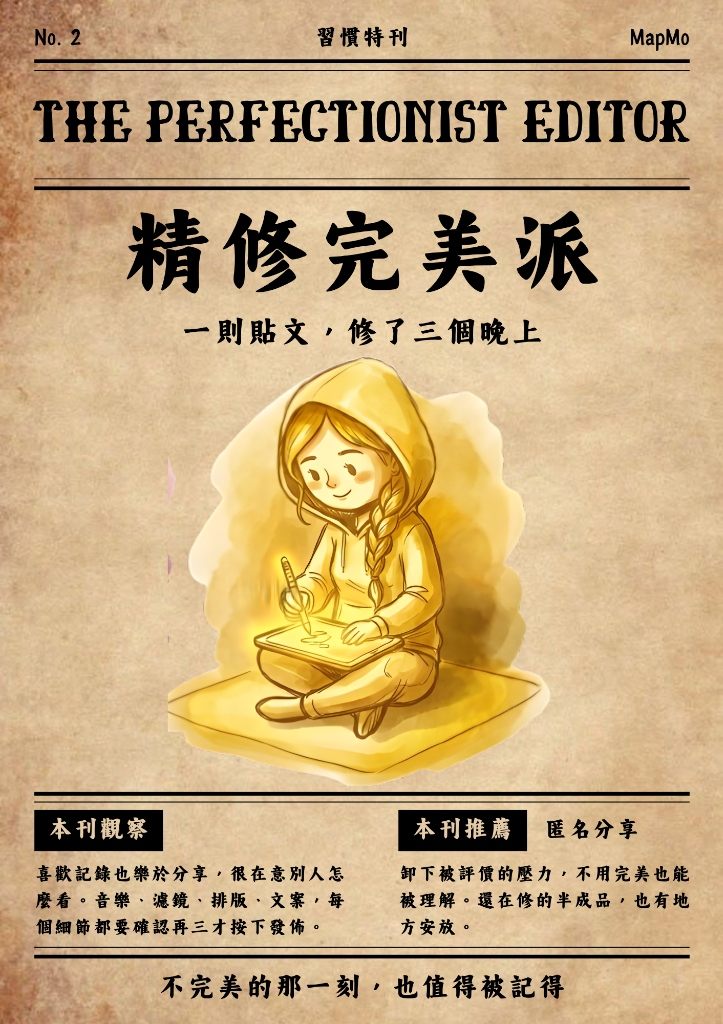 No. 2
習慣特刊
MapMo
THE PERFECTIONIST EDITOR
精修完美派
一則貼文，修了三個晚上
本刊觀察
喜歡記錄也樂於分享，很在意別人怎
麼看。音樂、濾鏡、排版、文案，每
個細節都要確認再三才按下發佈。
本刊推薦 匿名分享
卸下被評價的壓力，不用完美也能
被理解。還在修的半成品，也有地
方安放。
不完美的那一刻，也值得被記得